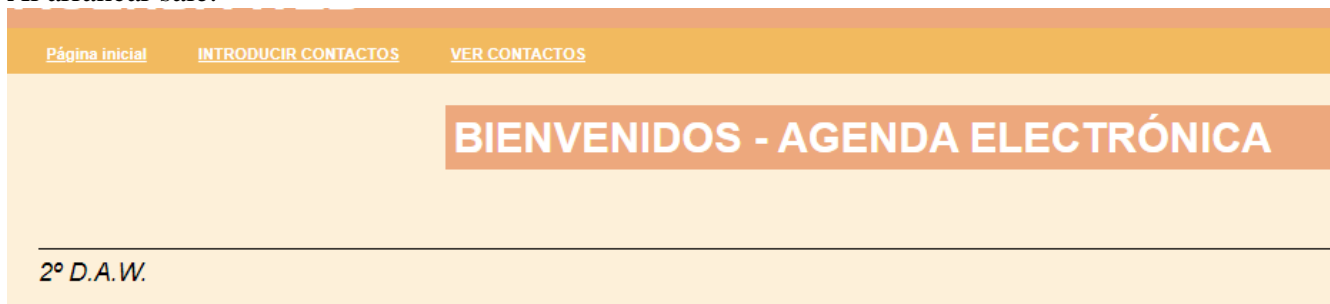 Página inicial INTRODUCIR CONTACTOS VER CONTACTOS
BIENVENIDOS - AGENDA ELECTRÓNICA
2º D.A.W.